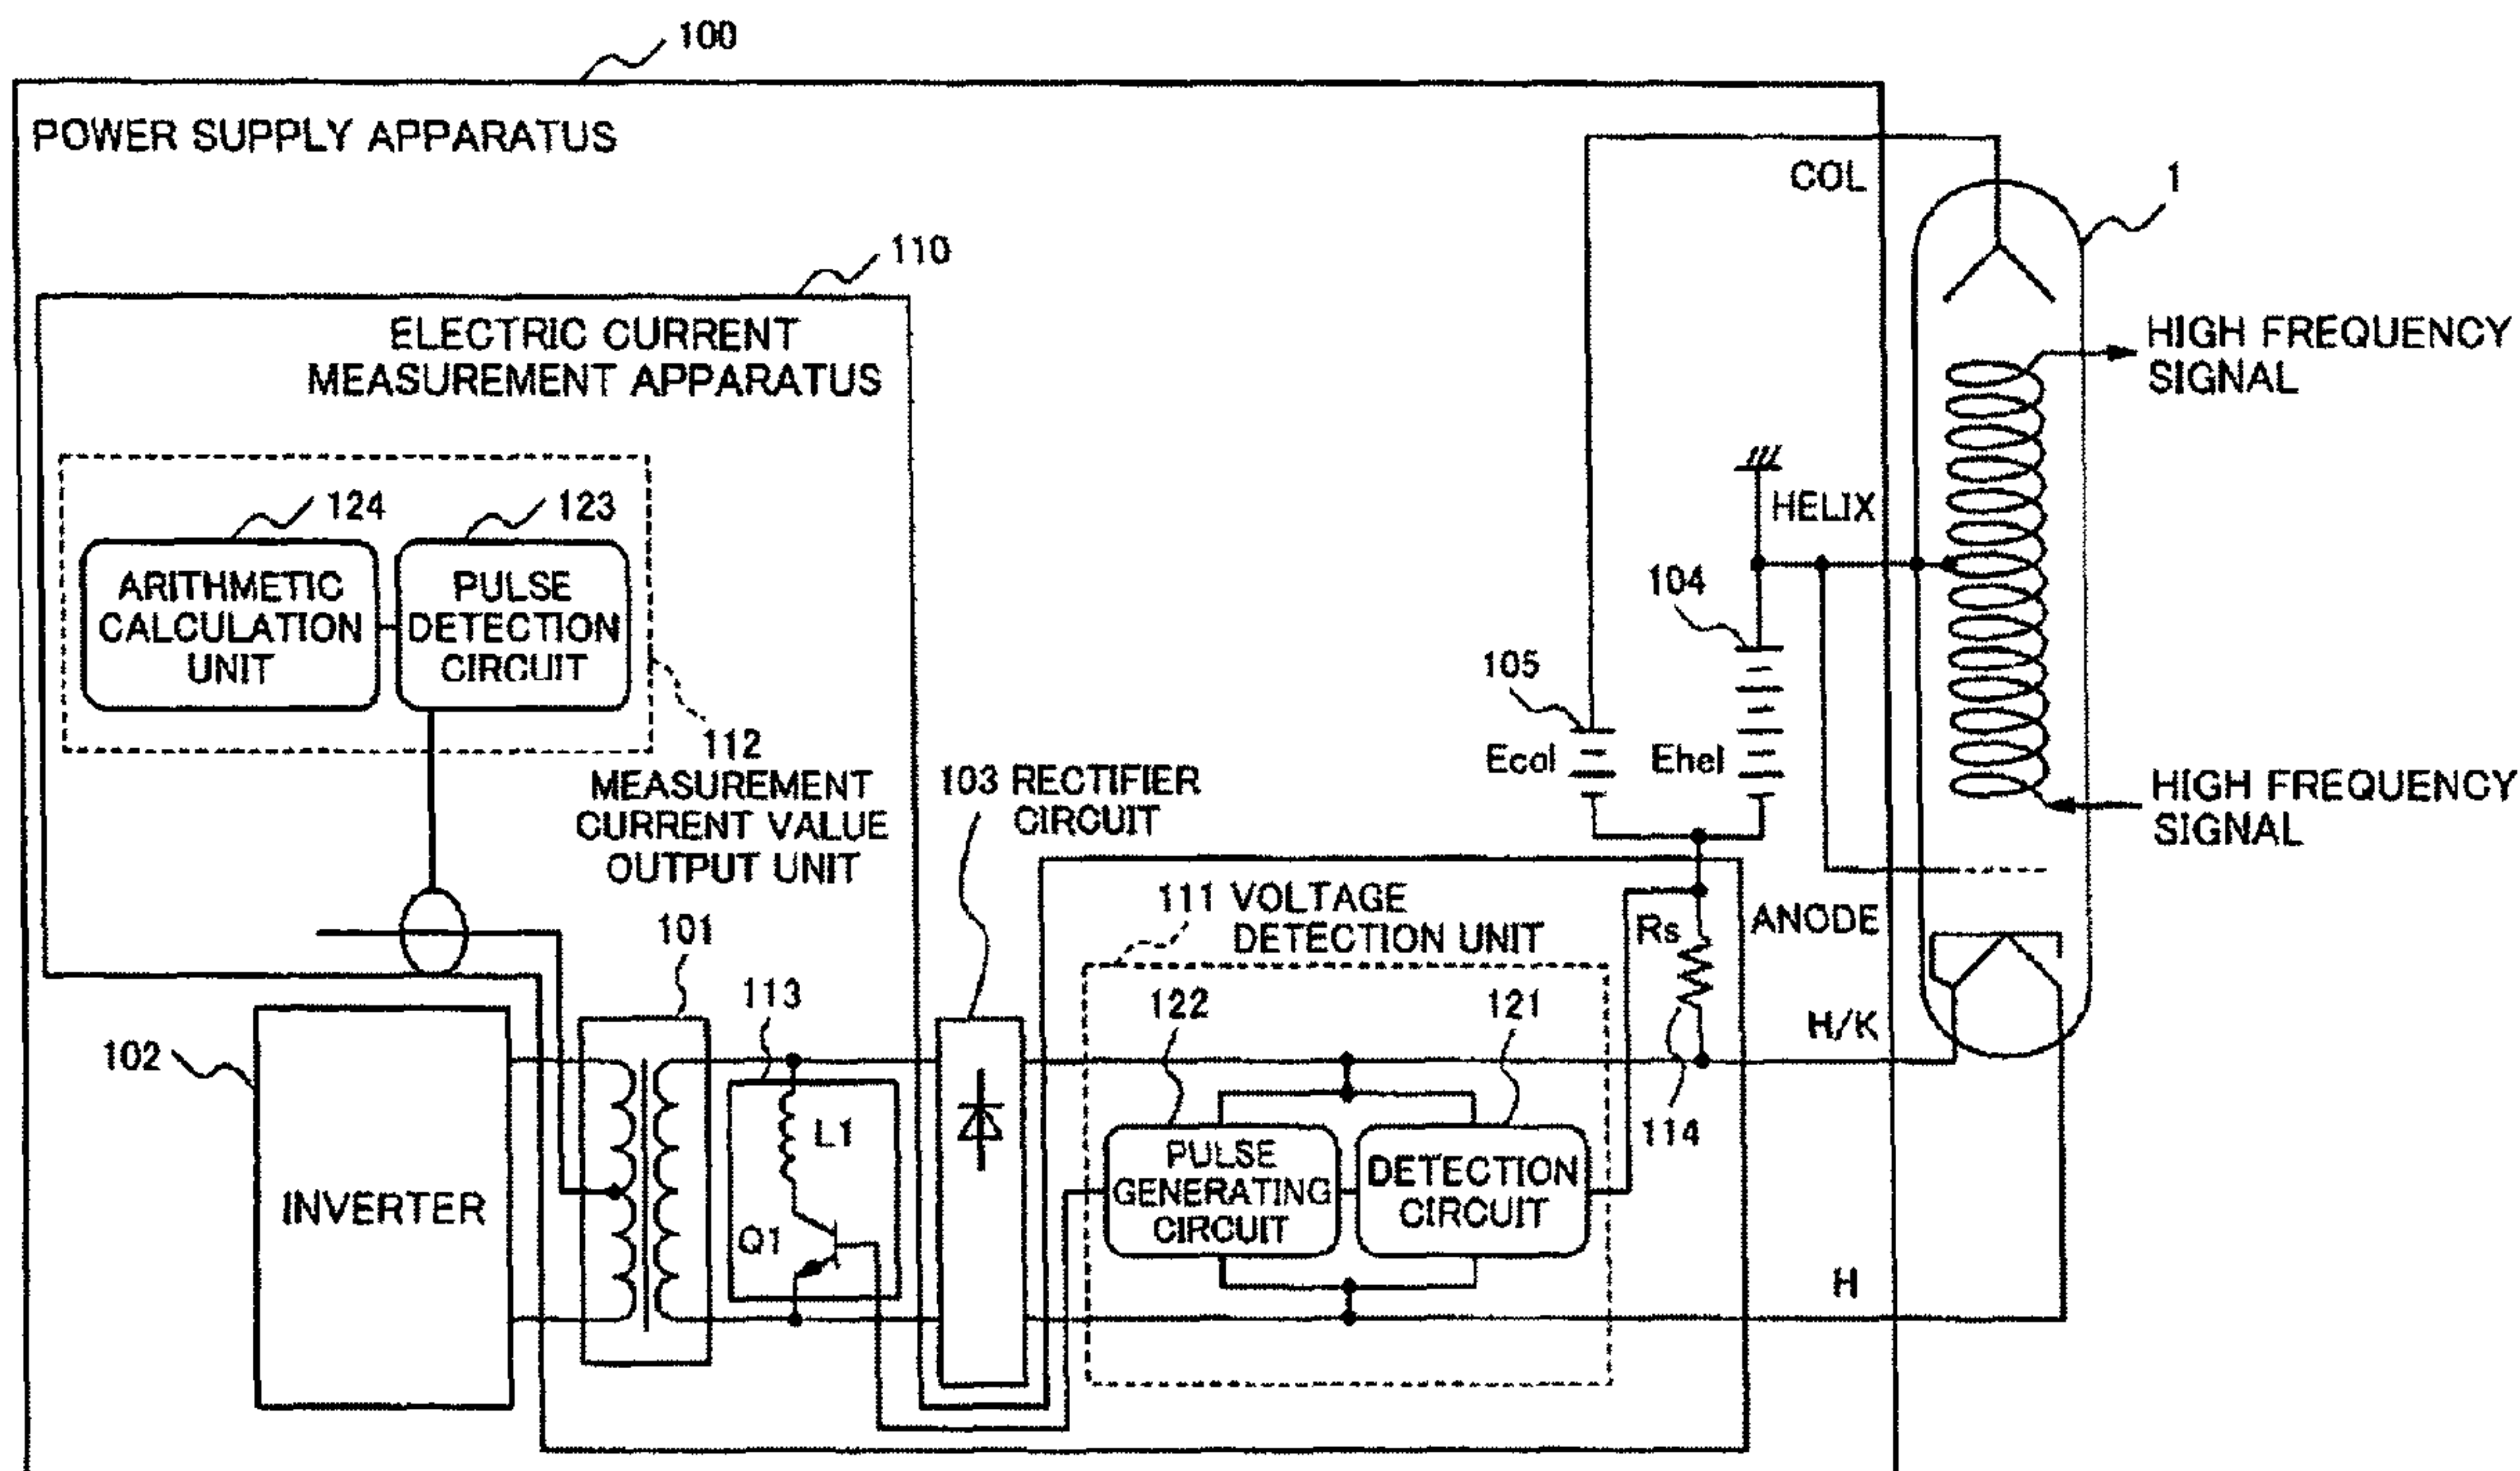 100
POWER SUPPLY APPARATUS
COL
1
110
ELECTRIC CURRENT
MEASUREMENT APPARATUS
HIGH FREQUENCY
SIGNAL
124
123
HELIX
ARITHMETIC
CALCULATION
UNIT
PULSE
DETECTION
CIRCUIT
104
105
Ecol
Ehel
112
MEASUREMENT
CURRENT VALUE
OUTPUT UNIT
103 RECTIFIER
CIRCUIT
HIGH FREQUENCY
SIGNAL
111 VOLTAGE
DETECTION UNIT
Rs
ANODE
101
113
122
121
H/K
102
L1
114
INVERTER
Q1
PULSE
GENERATING
CIRCUIT
DETECTION
CIRCUIT
H